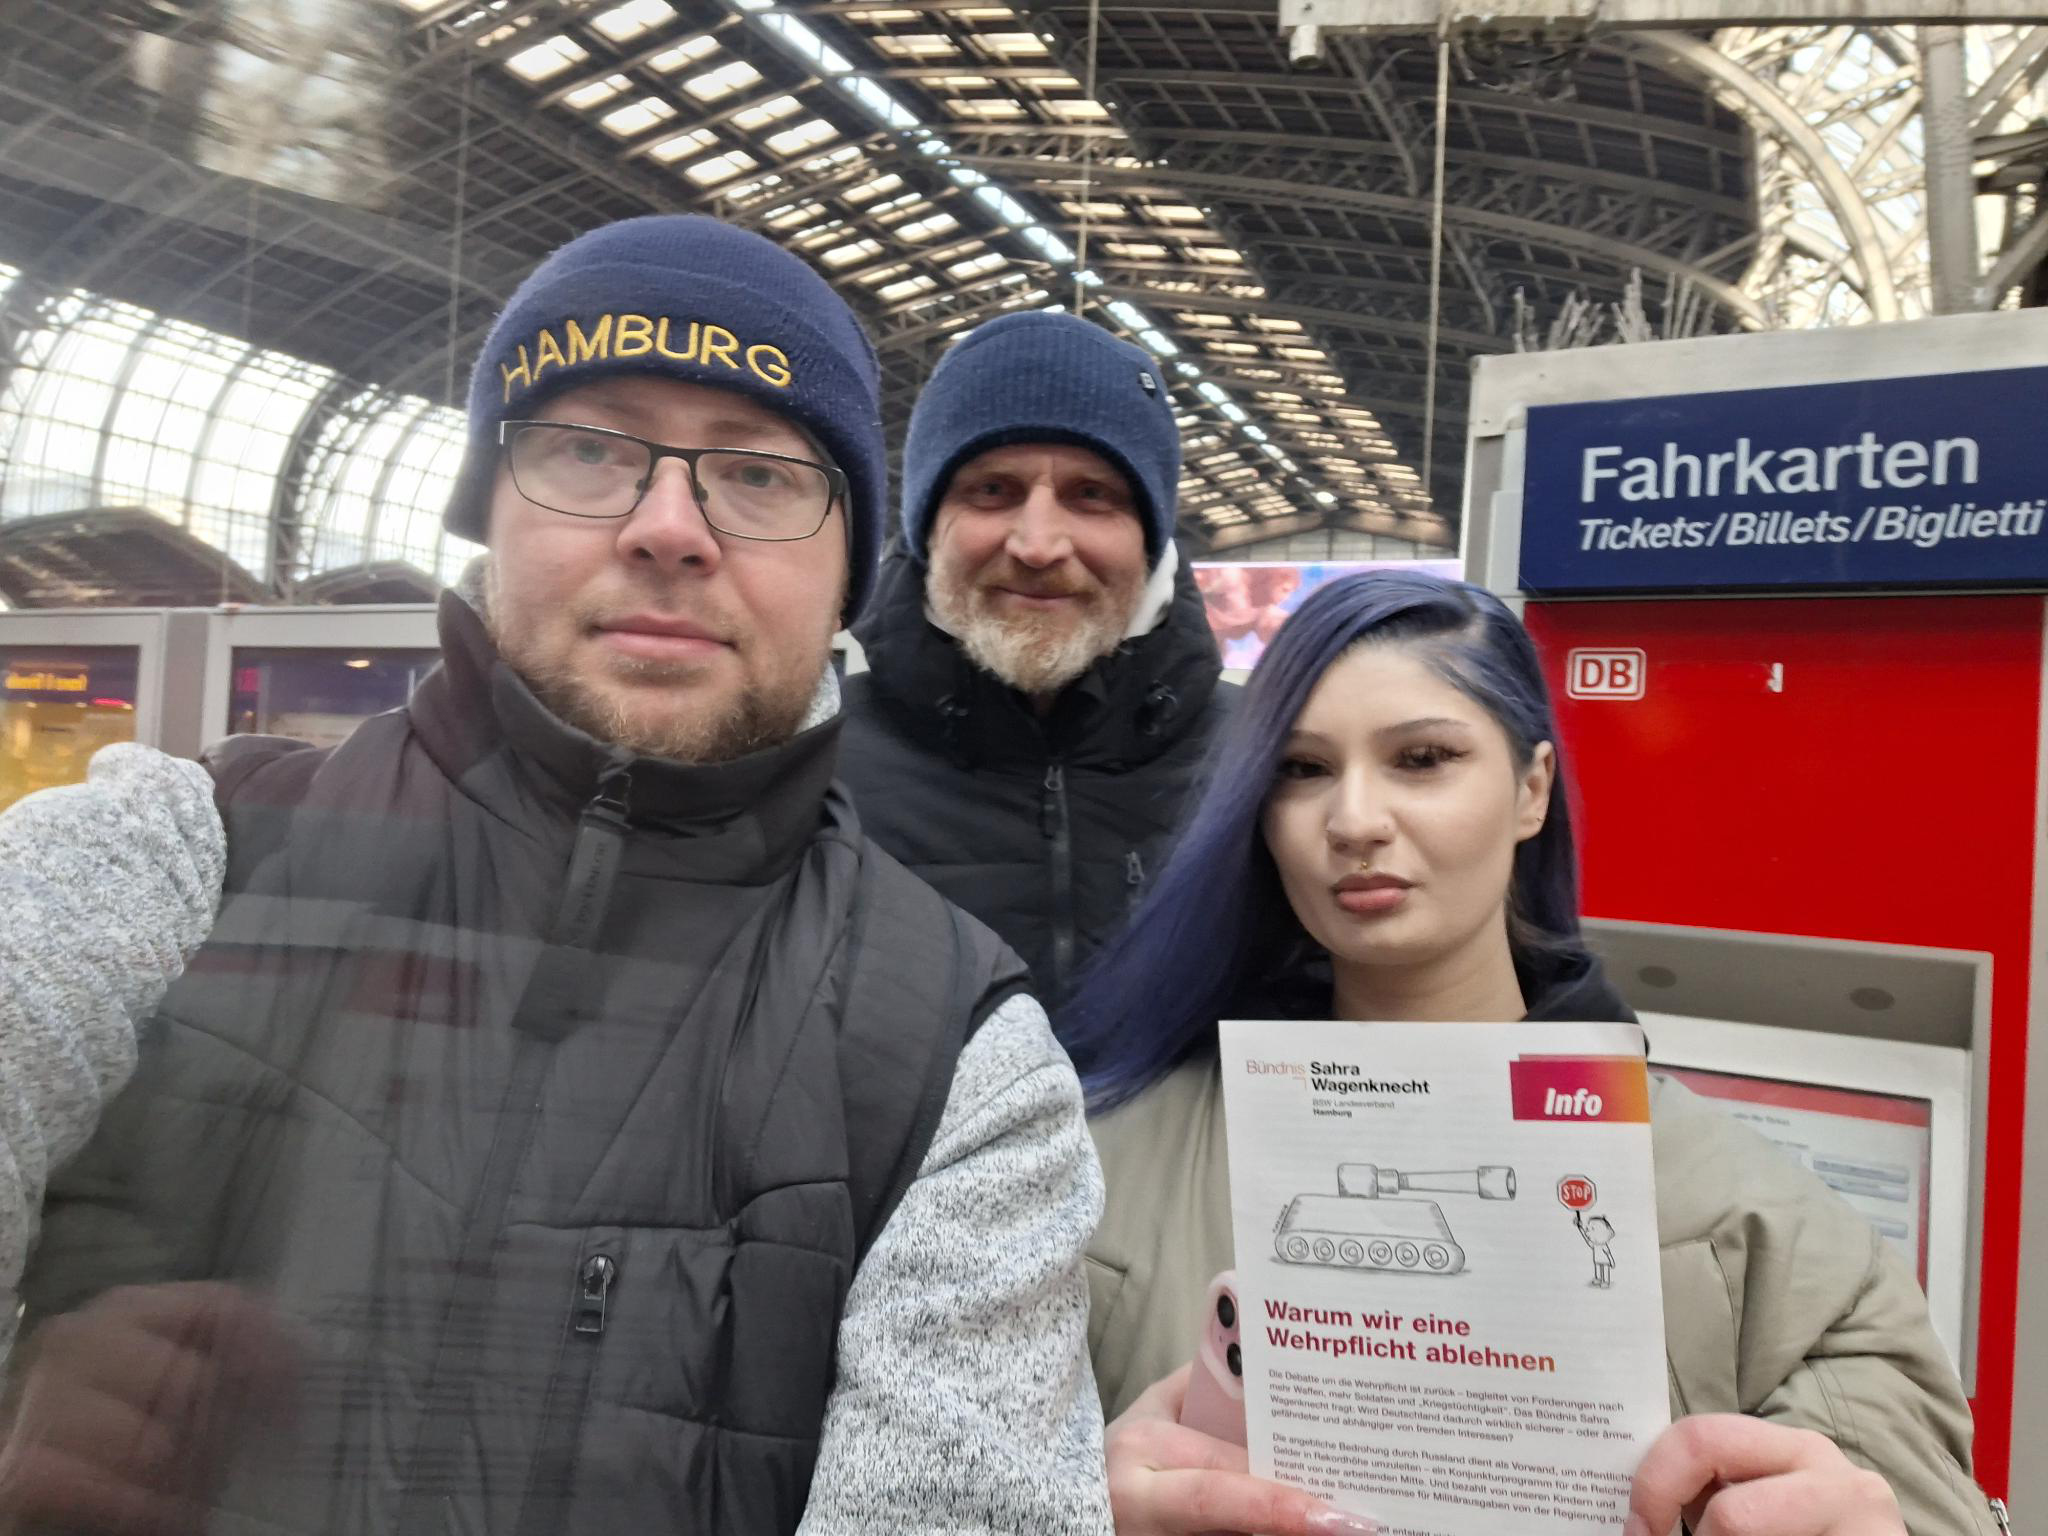 HAMBURG
Fahrkarten
Tickets/Billets/Biglietti
DB
Bündnis Sahra
Wagenknecht
BSW Landesverband
Hamburg
Info
STOP
Warum wir eine
Wehrpflicht ablehnen
Die Debatte um die Wehrpflicht ist zurück – begleitet von Forderungen nach
mehr Waffen, mehr Soldaten und „Kriegstüchtigkeit". Das Bündnis Sahra
Wagenknecht fragt: Wird Deutschland dadurch wirklich sicherer – oder ärmer,
gefährdeter und abhängiger von fremden Interessen?
Die angebliche Bedrohung durch Russland dient als Vorwand, um öffentliche
Gelder in Rekordhöhe umzuleiten – ein Konjunkturprogramm für die Reichen
bezahlt von der arbeitenden Mitte. Und bezahlt von unseren Kindern und
Enkeln, da die Schuldenbremse für Militärausgaben von der Regierung
entsteht